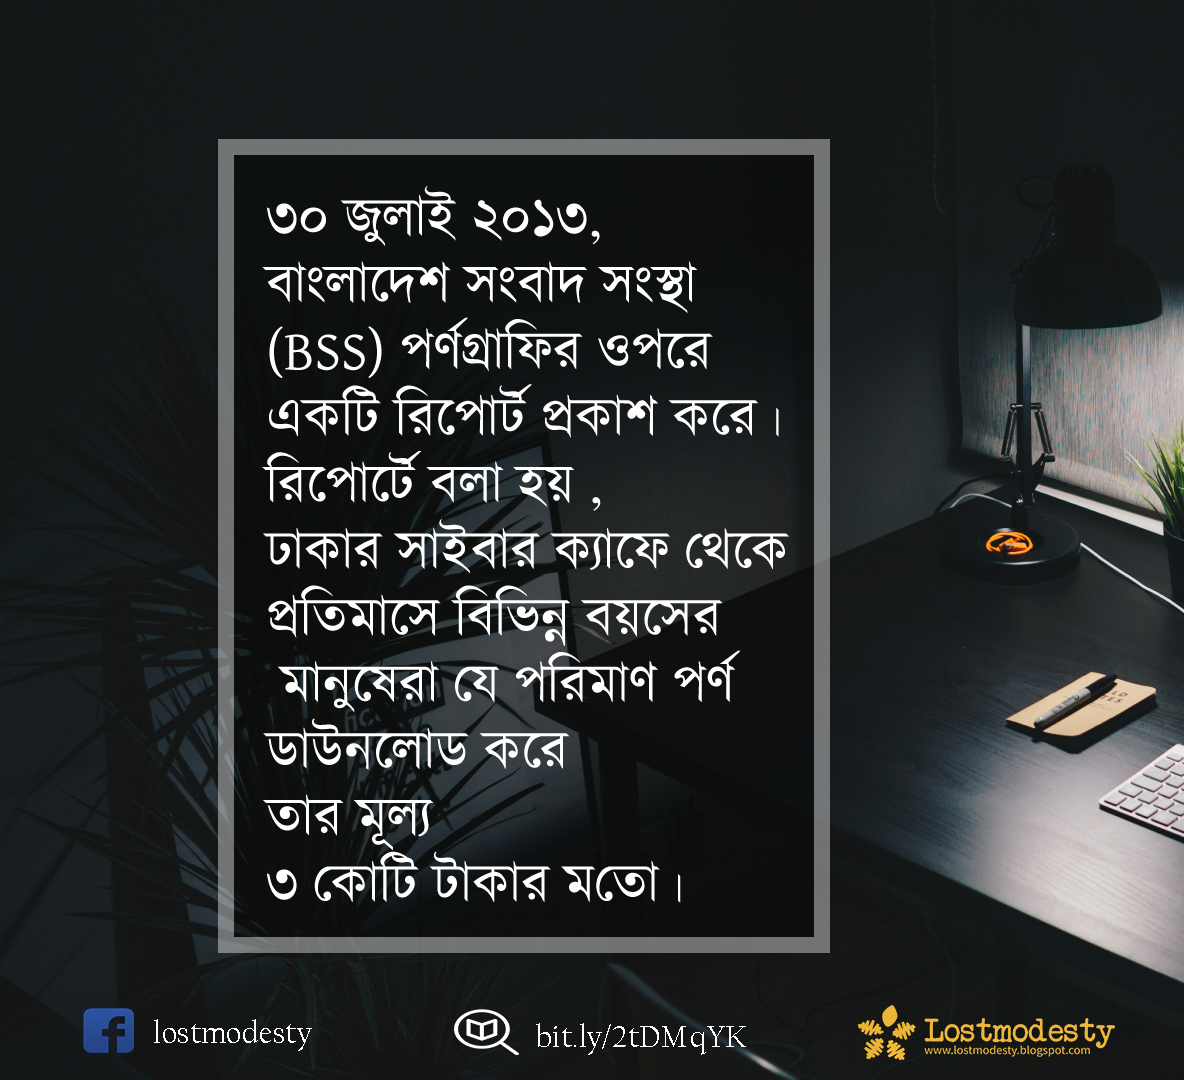 ৩০ জুলাই ২০১৩,
বাংলাদেশ সংবাদ সংস্থা
(BSS) পর্ণগ্রাফির ওপরে
একটি রিপোর্ট প্রকাশ করে।
রিপোর্টে বলা হয় ,
ঢাকার সাইবার ক্যাফে থেকে
প্রতিমাসে বিভিন্ন বয়সের
মানুষেরা যে পরিমাণ পর্ণ
ডাউনলোড করে
তার মূল্য
৩ কোটি টাকার মতো।
lostmodesty
bit.ly/2tDMqYK
Lostmodesty
www.lostmodesty.blogspot.com